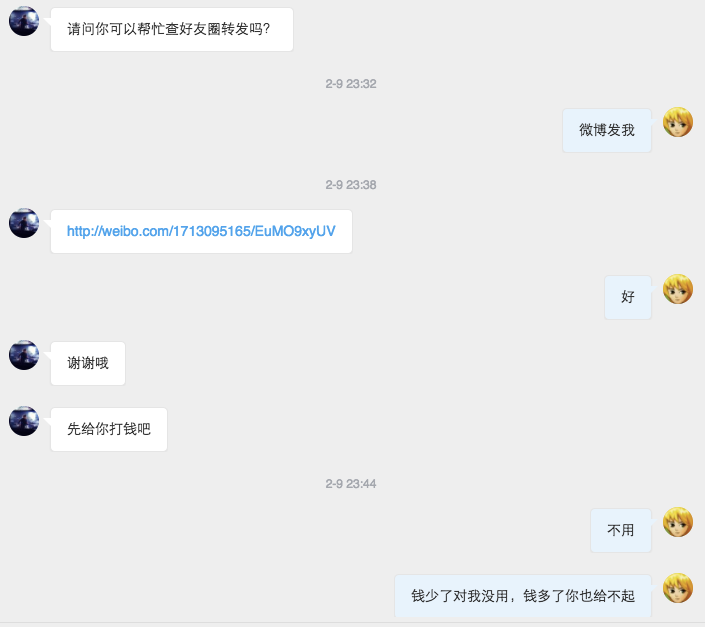 请问你可以帮忙查好友圈转发吗?
2-9 23:32
微博发我
2-9 23:38
http://weibo.com/1713095165/EuMO9xyUV
好
谢谢哦
先给你打钱吧
2-9 23:44
不用
钱少了对我没用，钱多了你也给不起